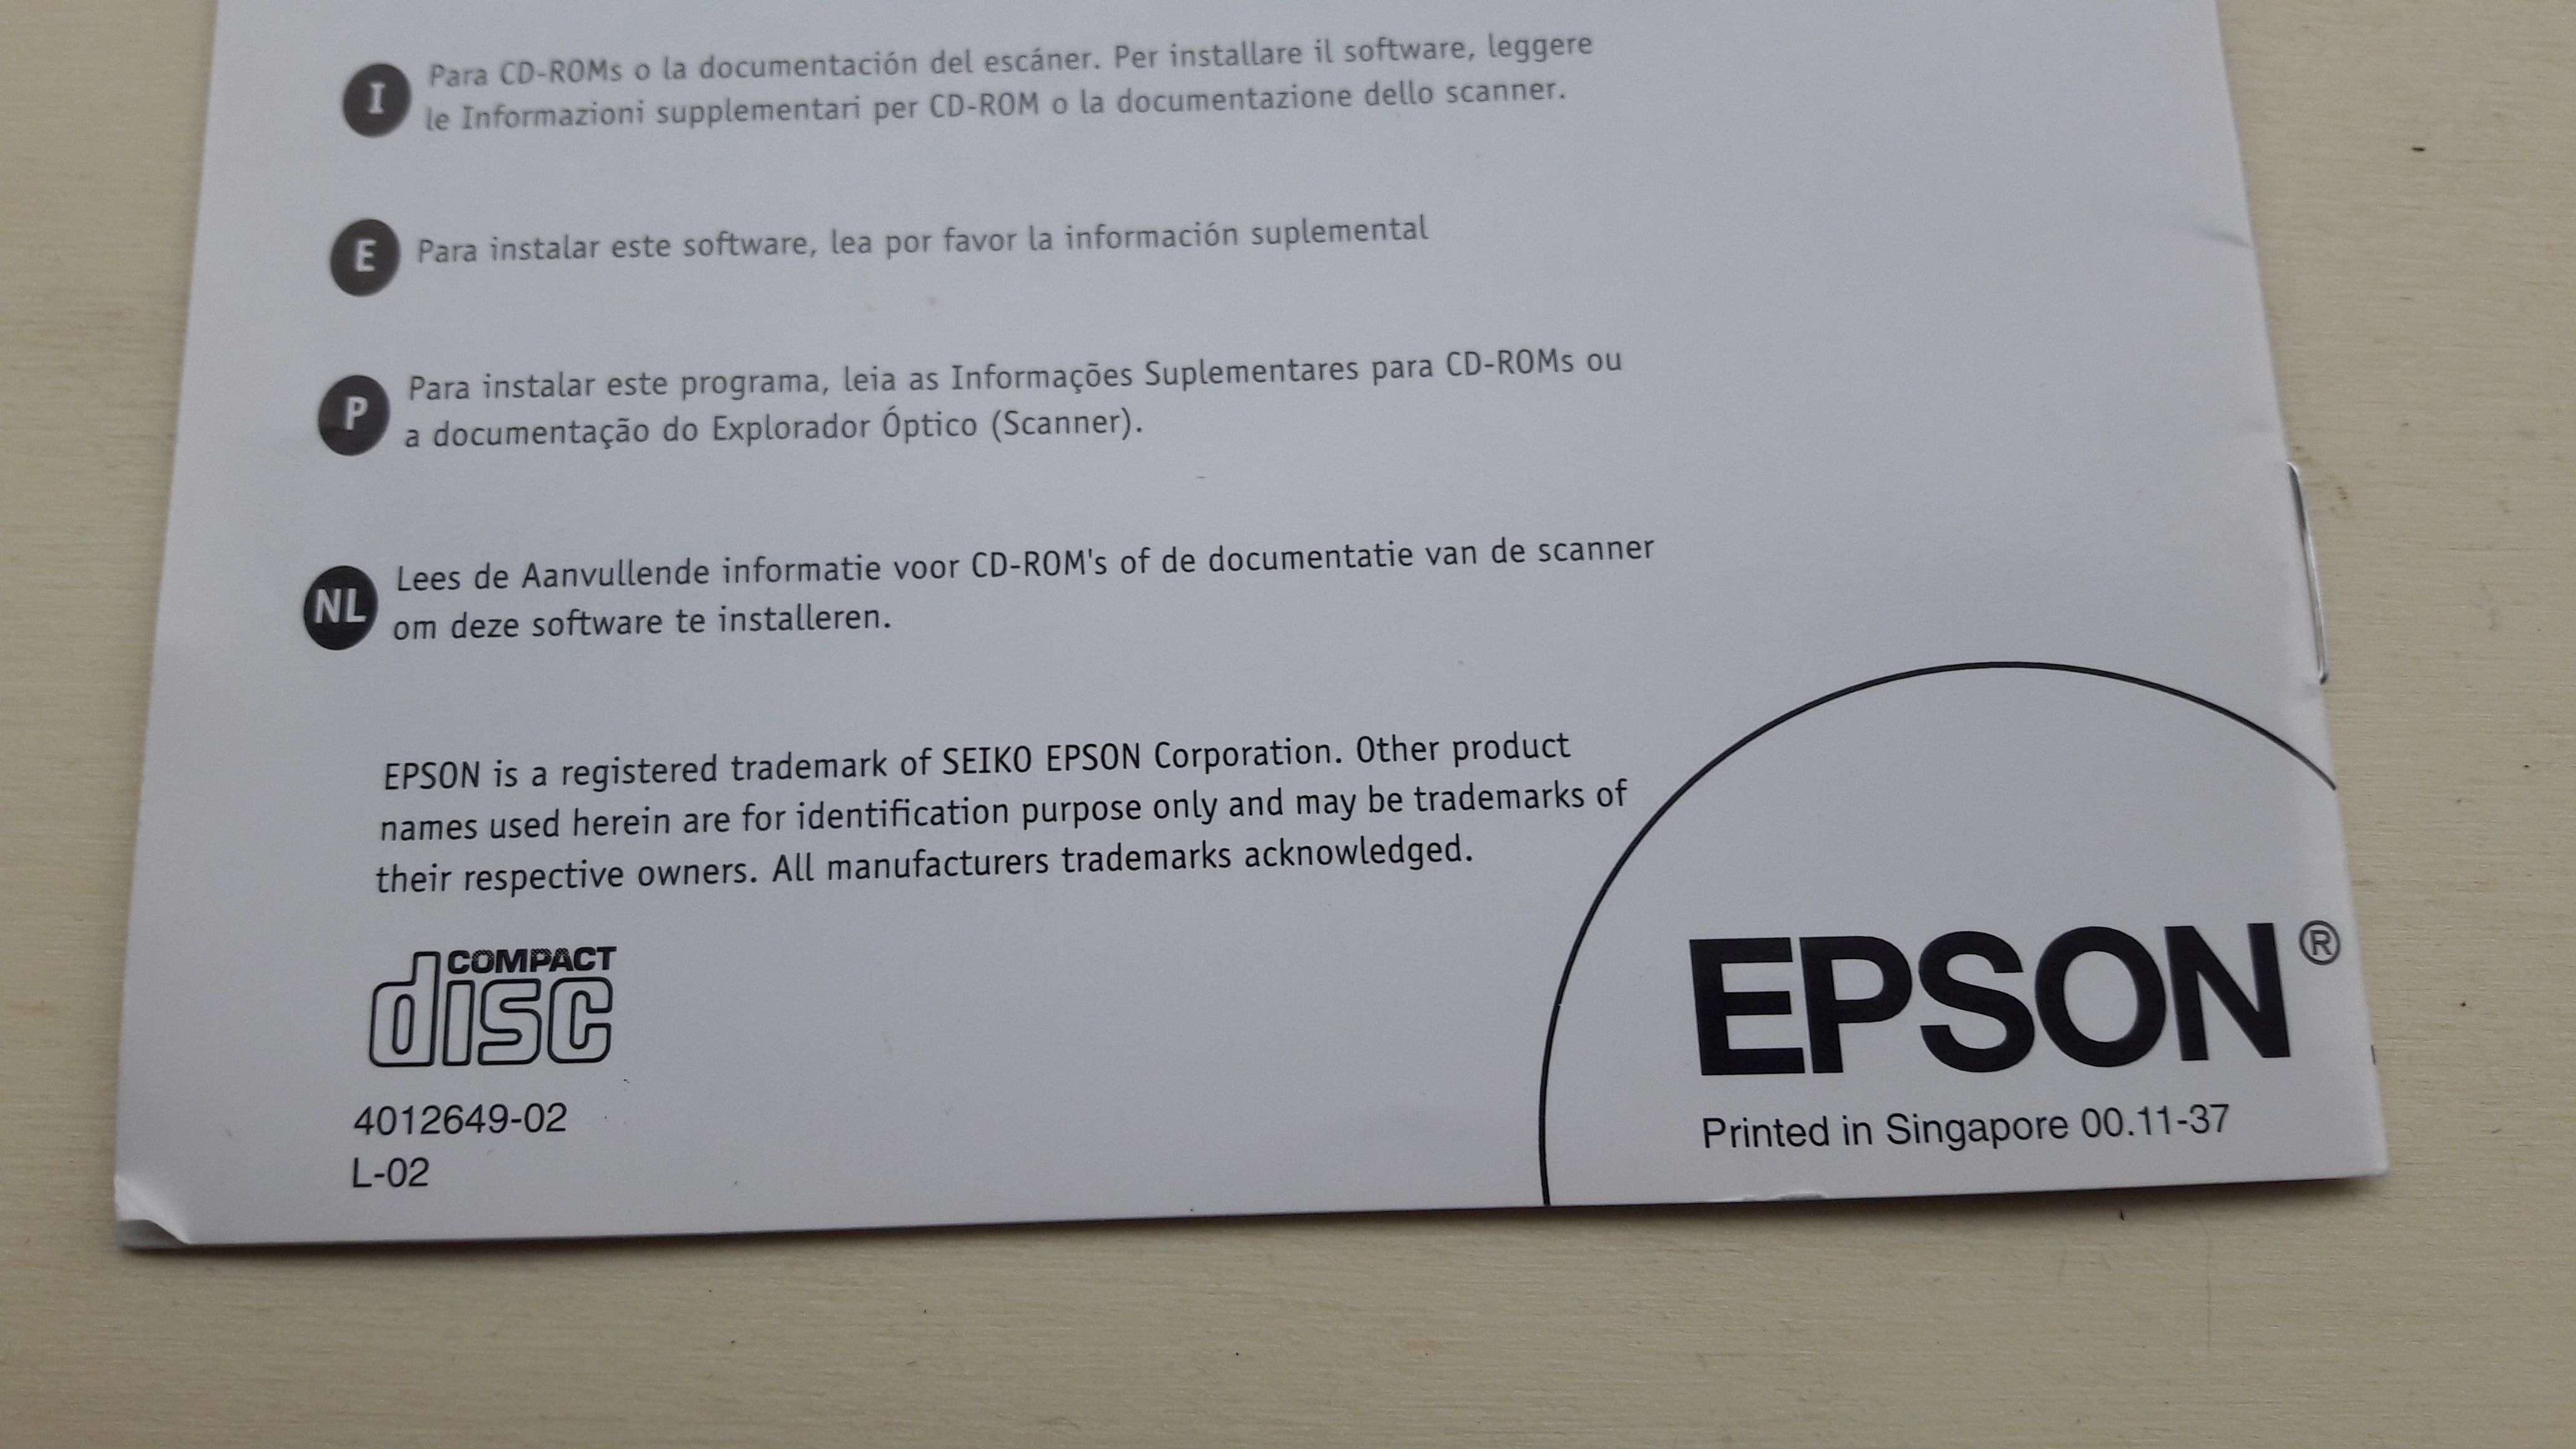 I
Para CD-ROMs o la documentación del escáner. Per installare il software, leggere
le Informazioni supplementari per CD-ROM o la documentazione dello scanner.
E
Para instalar este software, lea por favor la información suplemental
P
Para instalar este programa, leia as Informações Suplementares para CD-ROMs ou
a documentação do Explorador Óptico (Scanner).
NL
Lees de Aanvullende informatie voor CD-ROM's of de documentatie van de scanner
om deze software te installeren.
EPSON is a registered trademark of SEIKO EPSON Corporation. Other product
names used herein are for identification purpose only and may be trademarks of
their respective owners. All manufacturers trademarks acknowledged.
COMPACT
disc
4012649-02
L-02
EPSON®
Printed in Singapore 00.11-37